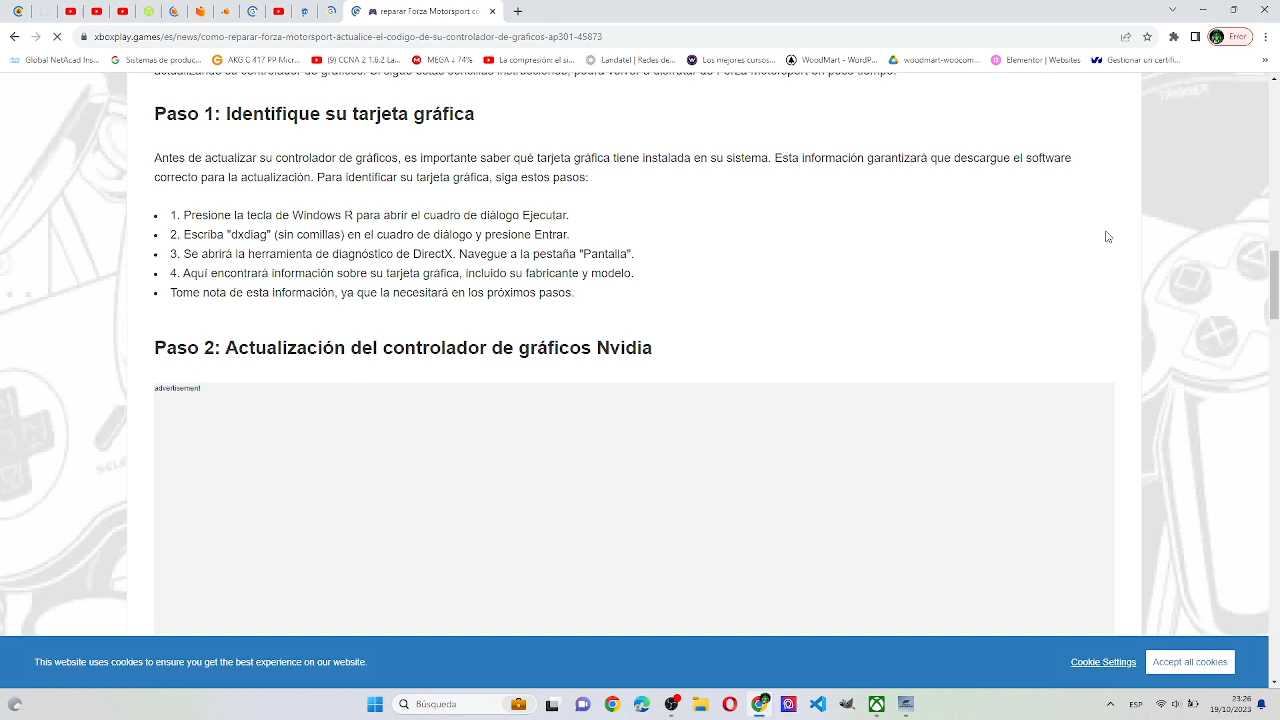 repar​ar Forza Motorsport có
xboxplay.games/es/news/como-reparar-forza-motorsport-actualice-el-codigo-de-su-controlador-de-graficos-ap301-45873
Error
Global NetAcad Ins...
Sistemas de produc...
AKG C 417 PP Micr...
(9) CCNA 2 1.6.2 La...
MEGA ↓ 74%
La compresión el si...
Landatel | Redes de...
Los mejores cursos...
WoodMart - WordP...
woodmart-woocom...
Elementor | Websites
Gestionar un certifi...
»
Paso 1: Identifique su tarjeta gráfica
Antes de actualizar su controlador de gráficos, es importante saber qué tarjeta gráfica tiene instalada en su sistema. Esta información garantizará que descargue el software
correcto para la actualización. Para identificar su tarjeta gráfica, siga estos pasos:
• 1. Presione la tecla de Windows R para abrir el cuadro de diálogo Ejecutar.
• 2. Escriba "dxdiag" (sin comillas) en el cuadro de diálogo y presione Entrar.
• 3. Se abrirá la herramienta de diagnóstico de DirectX. Navegue a la pestaña "Pantalla".
• 4. Aquí encontrará información sobre su tarjeta gráfica, incluido su fabricante y modelo.
• Tome nota de esta información, ya que la necesitará en los próximos pasos.
Paso 2: Actualización del controlador de gráficos Nvidia
advertisement
This website uses cookies to ensure you get the best experience on our website.
Cookie Settings
Accept all cookies
Búsqueda
ESP
23:26
19/10/2023